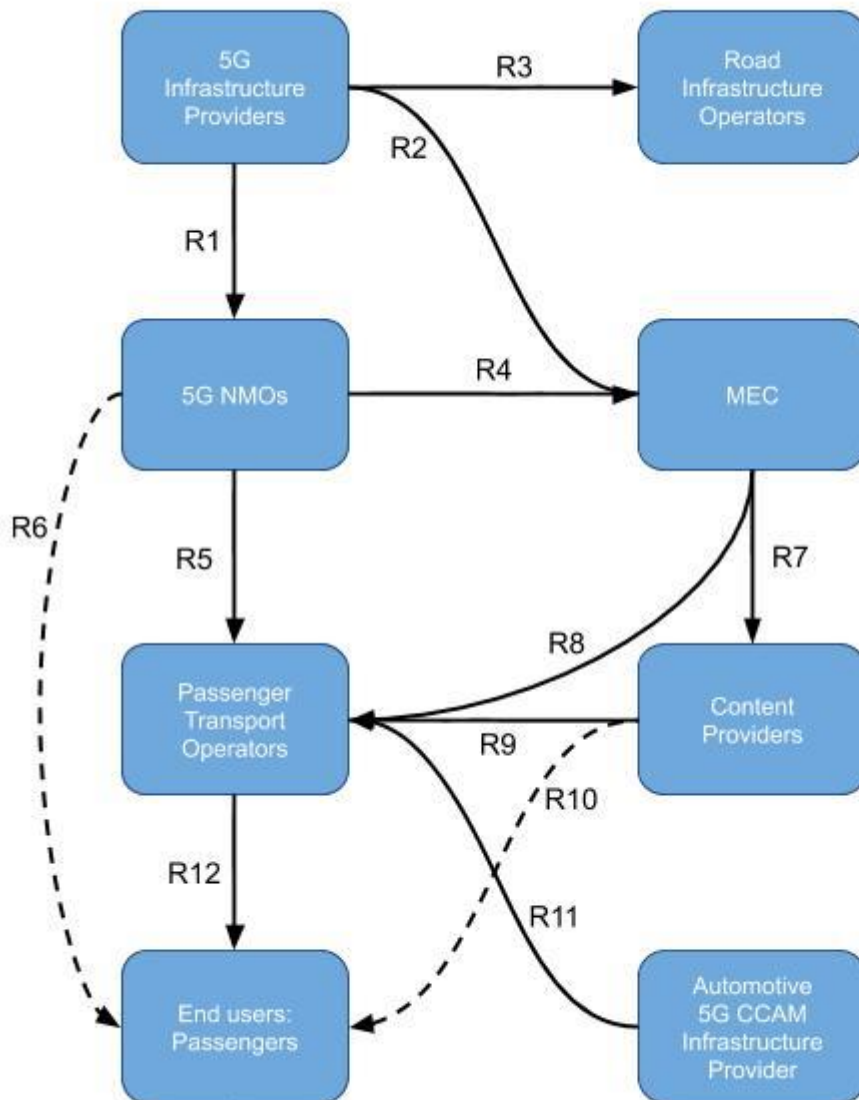 5G
Infrastructure
Providers
R3
Road
Infrastructure
Operators
R2
R1
5G NMOs
R4
MEC
R6
R5
R7
R8
Passenger
Transport
Operators
R9
Content
Providers
R10
R12
R11
End users:
Passengers
Automotive
5G CCAM
Infrastructure
Provider